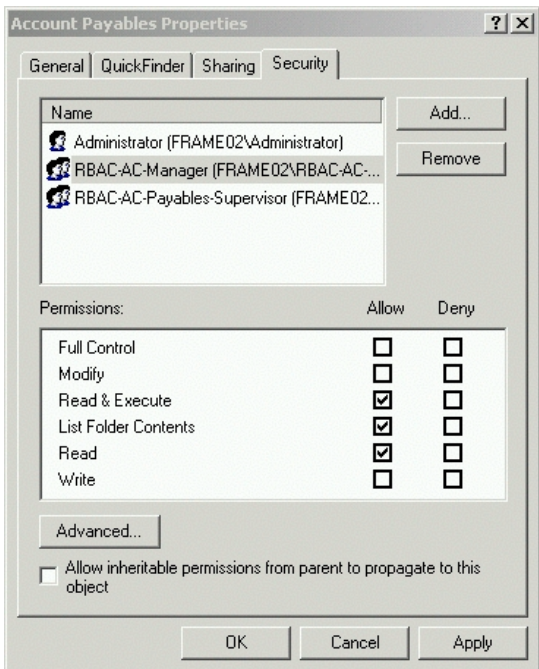 Account Payables Properties
? X
General QuickFinder Sharing Security
Name
Add...
Administrator (FRAME02\Administrator)
RBAC-AC-Manager (FRAME02\RBAC-AC-...
Remove
RBAC-AC-Payables-Supervisor (FRAME02...
Permissions: Allow Deny
Full Control
Modify
Read & Execute
List Folder Contents
Read
Write
Advanced...
Allow inheritable permissions from parent to propagate to this
object
OK Cancel Apply